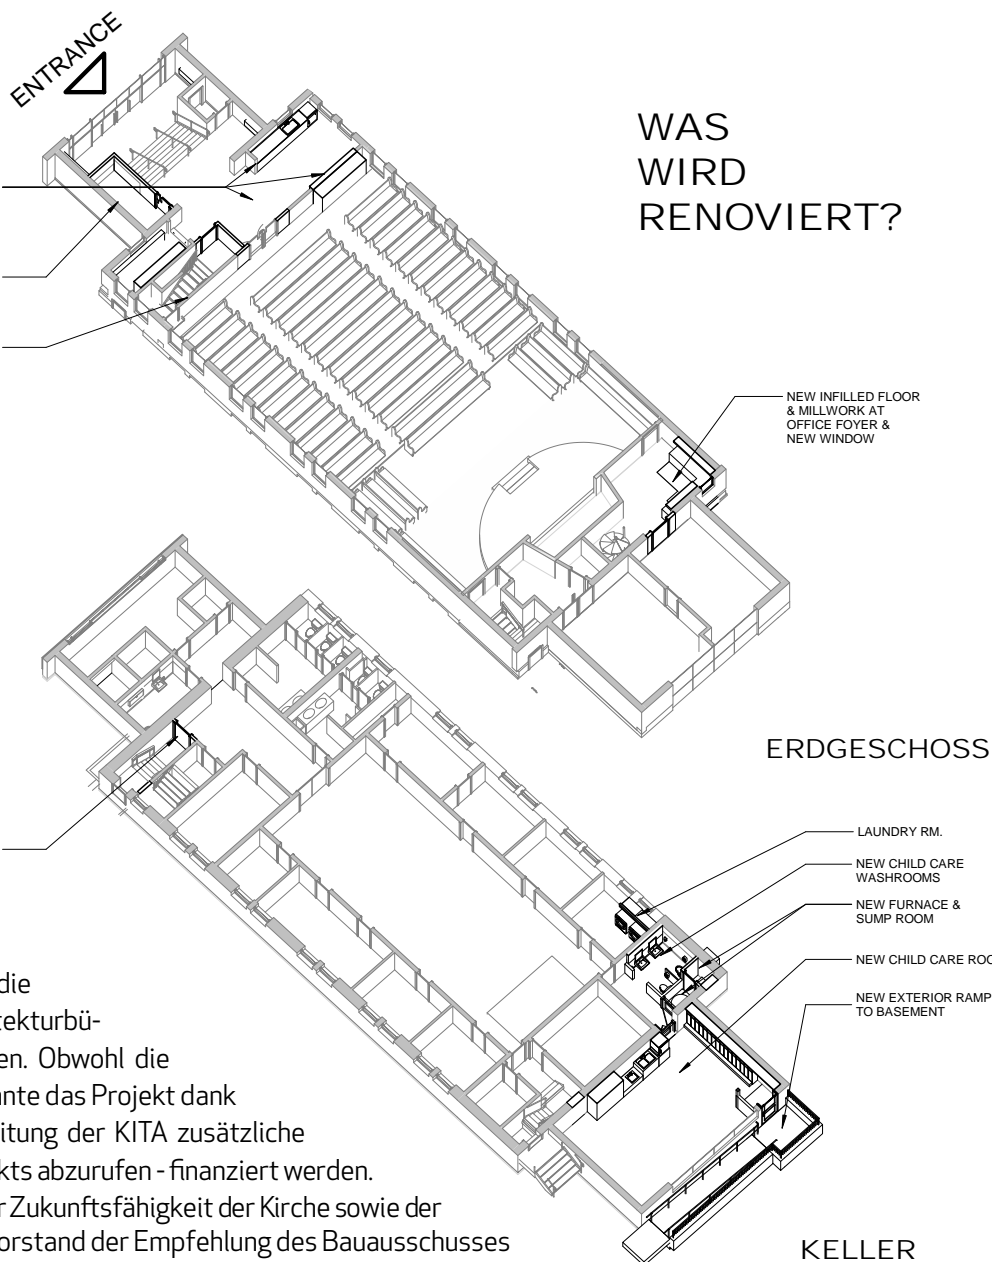 ENTRANCE
WAS
WIRD
RENOVIERT?
NEW INFILLED FLOOR
& MILLWORK AT
OFFICE FOYER &
NEW WINDOW
ERDGESCHOSS
LAUNDRY RM.
NEW CHILD CARE
WASHROOMS
NEW FURNACE &
SUMP ROOM
NEW CHILD CARE ROO
NEW EXTERIOR RAMP
TO BASEMENT
die
ekturbü-
en. Obwohl die
nnte das Projekt dank
itung der KITA zusätzliche
kts abzurufen - finanziert werden.
r Zukunftsfähigkeit der Kirche sowie der
orstand der Empfehlung des Bauausschusses
KELLER